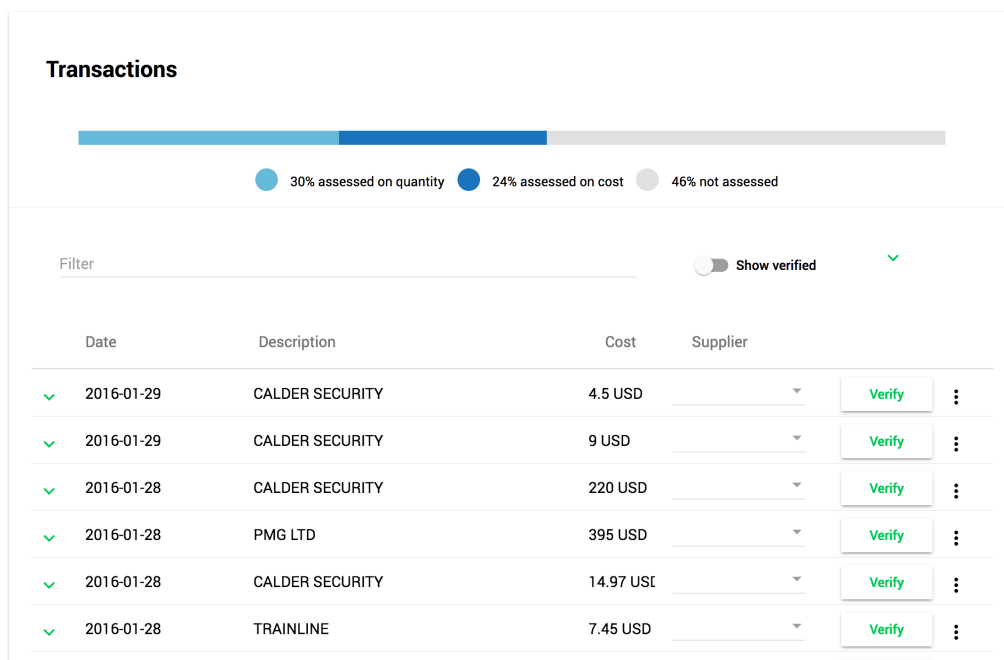 Transactions
30% assessed on quantity 24% assessed on cost 46% not assessed
Filter Show verified
Date Description Cost Supplier
2016-01-29 CALDER SECURITY 4.5 USD Verify
2016-01-29 CALDER SECURITY 9 USD Verify
2016-01-28 CALDER SECURITY 220 USD Verify
2016-01-28 PMG LTD 395 USD Verify
2016-01-28 CALDER SECURITY 14.97 USD Verify
2016-01-28 TRAINLINE 7.45 USD Verify